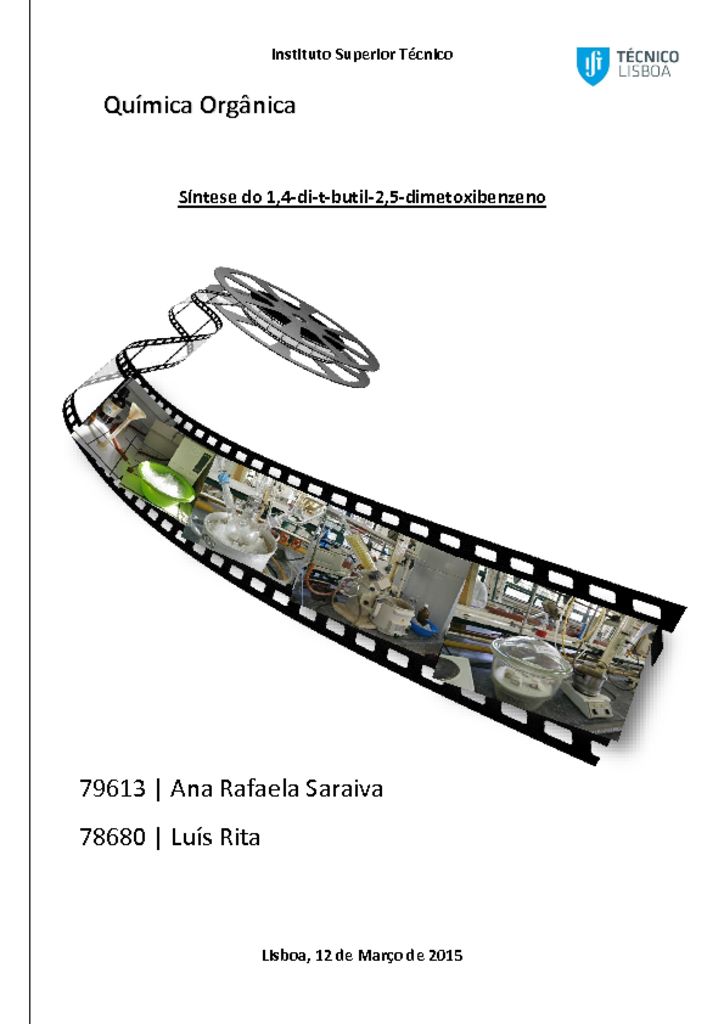 Instituto Superior Técnico
TÉCNICO
LISBOA
Química Orgânica
Síntese do 1,4-di-t-butil-2,5-dimetoxibenzeno
79613 | Ana Rafaela Saraiva
78680 | Luís Rita
Lisboa, 12 de Março de 2015